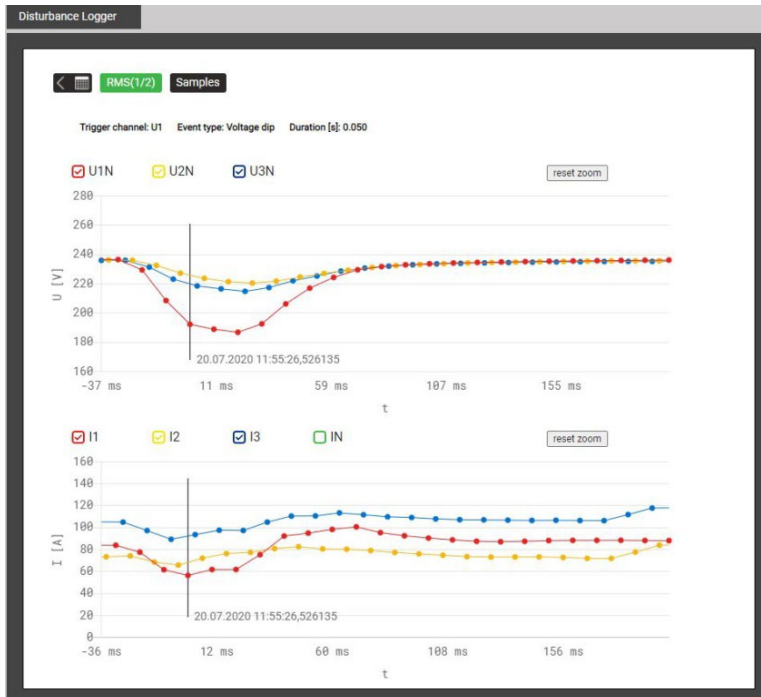 Disturbance Logger
RMS(1/2) Samples
Trigger channel: U1 Event type: Voltage dip Duration [s]: 0.050
U1N U2N U3N reset zoom
280
260
240
220
200
180
160
U [V]
20.07.2020 11:55:26,526135
-37 ms 11 ms 59 ms 107 ms 155 ms
t
I1 I2 I3 IN reset zoom
160
140
120
100
80
60
40
20
0
I [A]
20.07.2020 11:55:26,526135
-36 ms 12 ms 60 ms 108 ms 156 ms
t